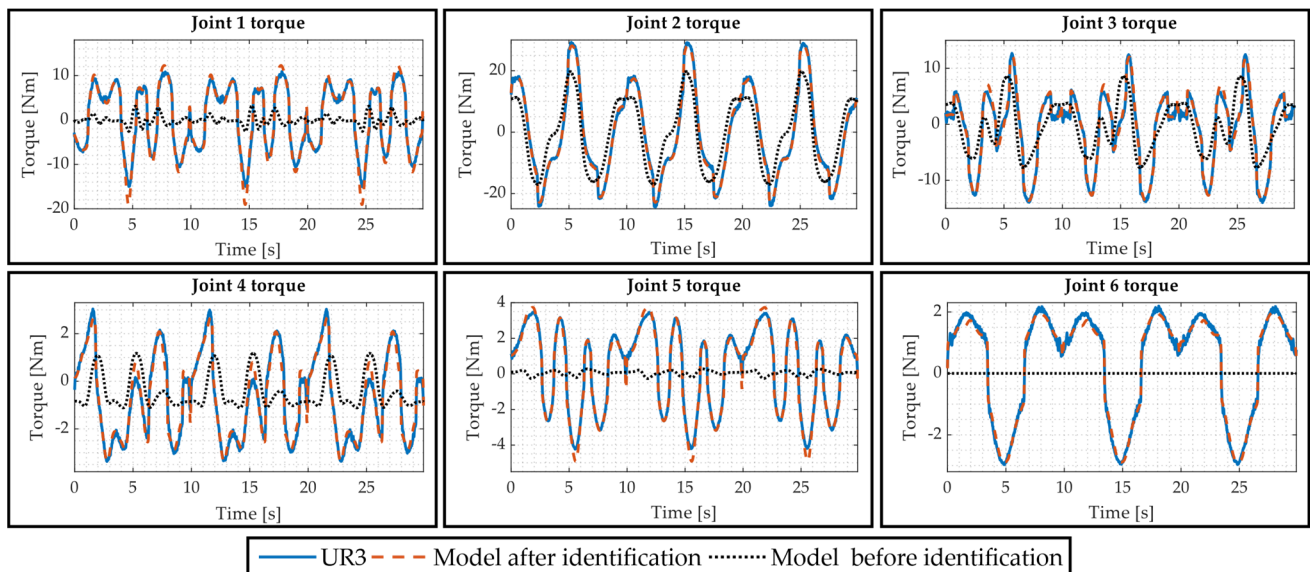 Joint 1 torque
Torque [Nm]
10
0
-10
-20
0 5 10 15 20 25
Time [s]
Joint 2 torque
Torque [Nm]
20
0
-20
0 5 10 15 20 25
Time [s]
Joint 3 torque
Torque [Nm]
10
0
-10
0 5 10 15 20 25
Time [s]
Joint 4 torque
Torque [Nm]
2
0
-2
0 5 10 15 20 25
Time [s]
Joint 5 torque
Torque [Nm]
4
2
0
-2
-4
0 5 10 15 20 25
Time [s]
Joint 6 torque
Torque [Nm]
2
0
-2
0 5 10 15 20 25
Time [s]
UR3 Model after identification Model before identification